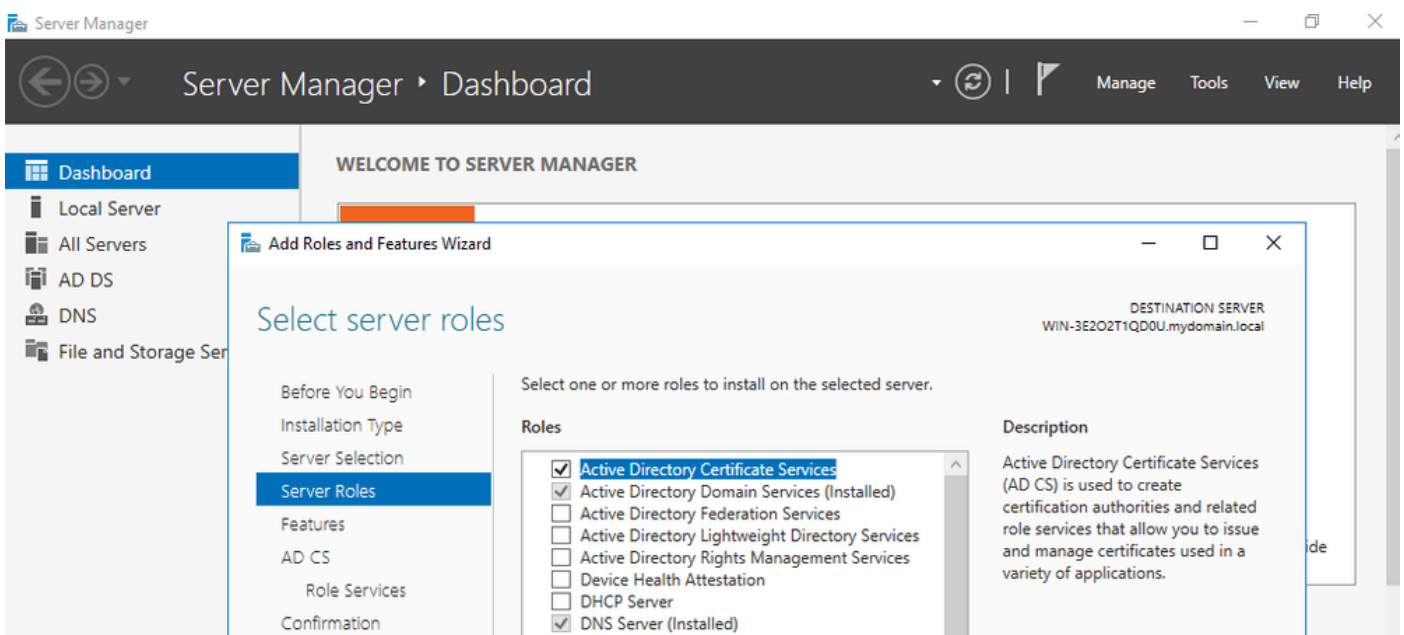 Server Manager
Server Manager • Dashboard
Manage Tools View Help
Dashboard
Local Server
All Servers
AD DS
DNS
File and Storage Ser
WELCOME TO SERVER MANAGER
Add Roles and Features Wizard
Select server roles
DESTINATION SERVER
WIN-3E2O2T1QD0U.mydomain.local
Before You Begin
Installation Type
Server Selection
Server Roles
Features
AD CS
Role Services
Confirmation
Select one or more roles to install on the selected server.
Roles
Active Directory Certificate Services
Active Directory Domain Services (Installed)
Active Directory Federation Services
Active Directory Lightweight Directory Services
Active Directory Rights Management Services
Device Health Attestation
DHCP Server
DNS Server (Installed)
Description
Active Directory Certificate Services
(AD CS) is used to create
certification authorities and related
role services that allow you to issue
and manage certificates used in a
variety of applications.
ide